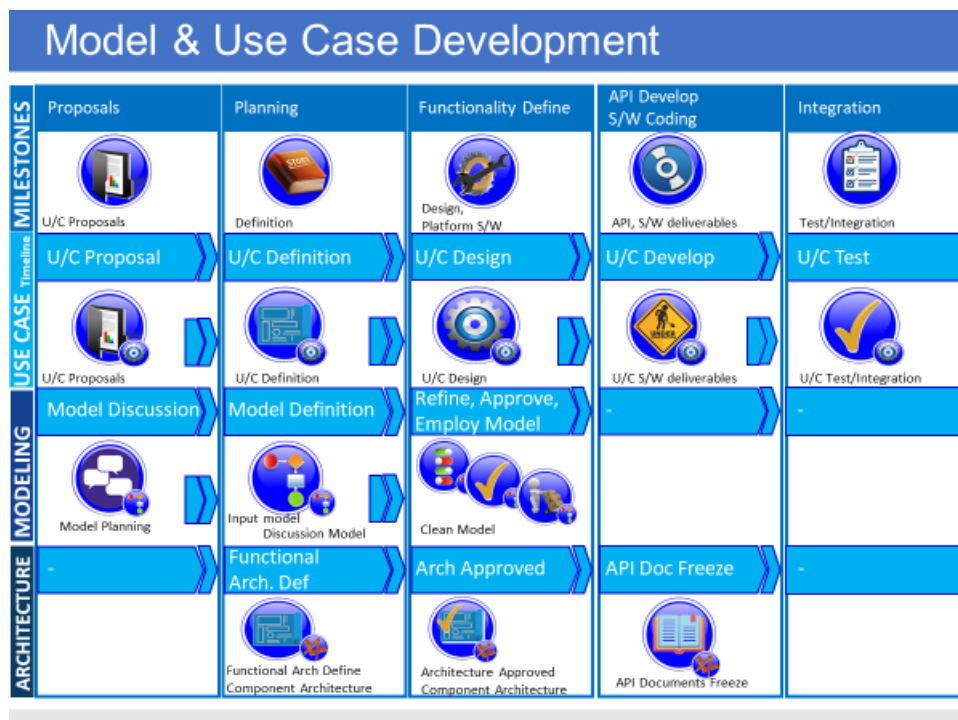 Model & Use Case Development
MILESTONES
Proposals
Planning
Functionality Define
API Develop
S/W Coding
Integration
STORY
U/C Proposals
Definition
Design,
Platform S/W
API, S/W deliverables
Test/Integration
USE CASE Timeline
U/C Proposal
U/C Definition
U/C Design
U/C Develop
U/C Test
UNDER
U/C Proposals
U/C Definition
U/C Design
U/C S/W deliverables
U/C Test/Integration
MODELING
Model Discussion
Model Definition
Refine, Approve,
Employ Model
-
-
Model Planning
Input model
Discussion Model
Clean Model
ARCHITECTURE
-
Functional
Arch. Def
Arch Approved
API Doc Freeze
-
Functional Arch Define
Component Architecture
Architecture Approved
Component Architecture
API Documents Freeze